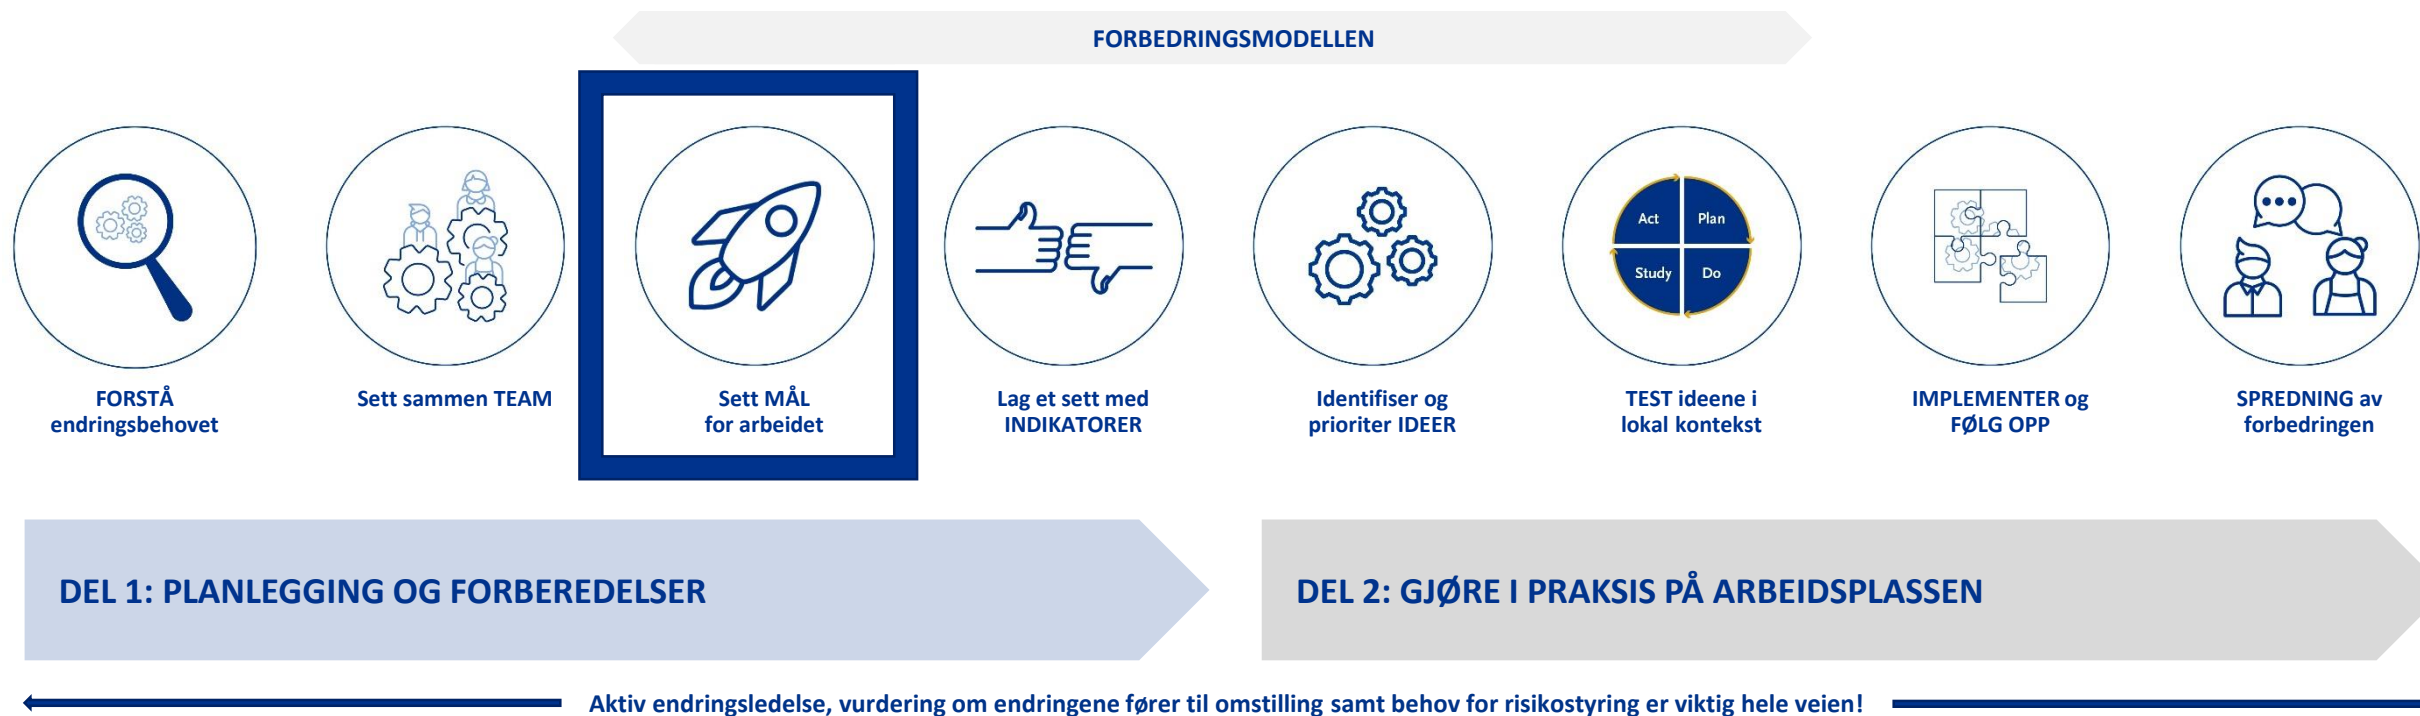 FORBEDRINGSMODELLEN
Act
Plan
Study
Do
FORSTÅ
endringsbehovet
Sett sammen TEAM
Sett MÅL
for arbeidet
Lag et sett med
INDIKATORER
Identifiser og
prioriter IDEER
TEST ideene i
lokal kontekst
IMPLEMENTER og
FØLG OPP
SPREDNING av
forbedringen
DEL 1: PLANLEGGING OG FORBEREDELSER
DEL 2: GJØRE I PRAKSIS PÅ ARBEIDSPLASSEN
Aktiv endringsledelse, vurdering om endringene fører til omstilling samt behov for risikostyring er viktig hele veien!